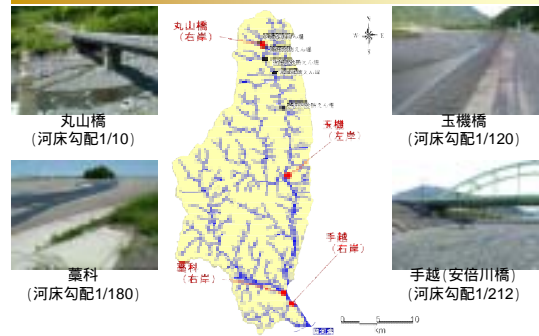 丸山橋
(右岸)
N
W
E
S
丸山橋
(河床勾配1/10)
玉機橋
(河床勾配1/120)
玉機
(左岸)
手越
(右岸)
藁科
(右岸)
藁科
(河床勾配1/180)
手越(安倍川橋)
(河床勾配1/212)
0
10
km